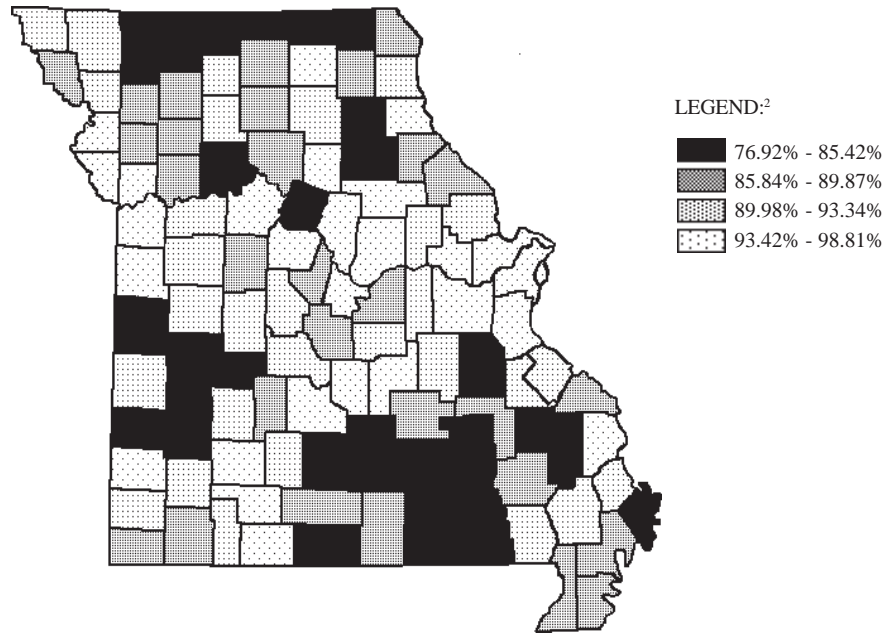 LEGEND:²
76.92% - 85.42%
85.84% - 89.87%
89.98% - 93.34%
93.42% - 98.81%